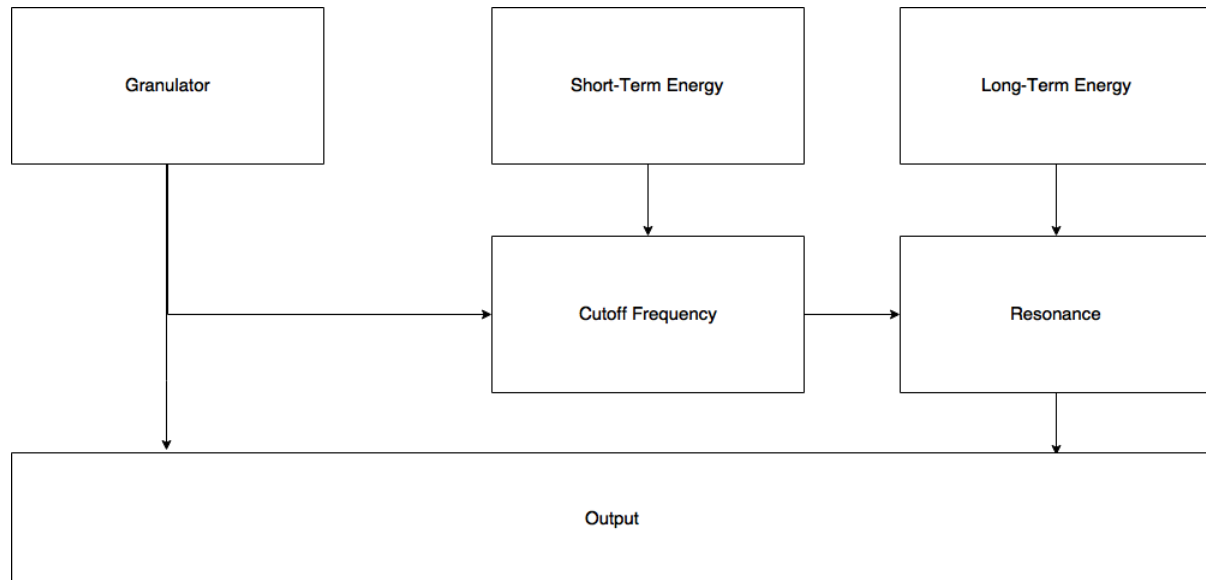 Granulator
Short-Term Energy
Long-Term Energy
Cutoff Frequency
Resonance
Output